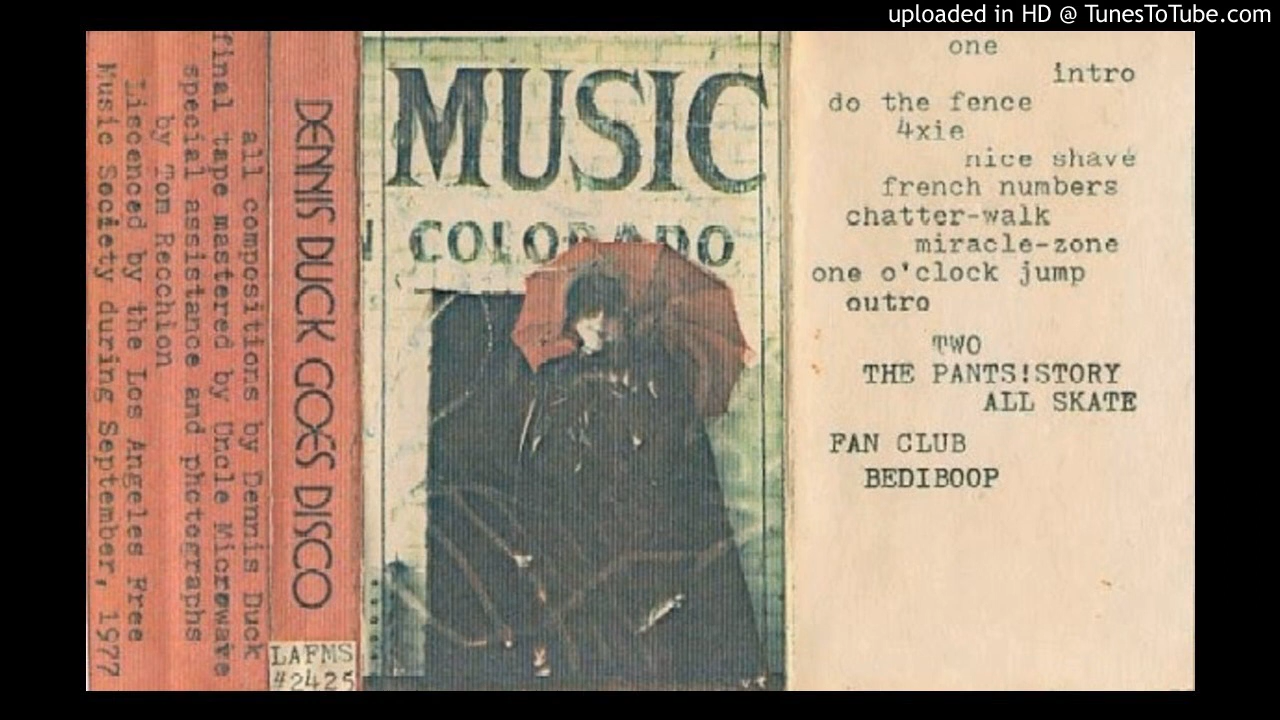 uploaded in HD @ TunesToTube.com
all compositions by Dennis Duck
final tape mastered by Uncle Microwave
special assistance and photographs
by Tom Recchion
Liscenced by the Los Angeles Free
Music Society during September, 1977
DENNIS DUCK GOES DISCO
LAFMS
#2425
MUSIC
COLORADO
one
intro
do the fence
4xie
nice shave
french numbers
chatter-walk
miracle-zone
one o'clock jump
outro
TWO
THE PANTS!STORY
ALL SKATE
FAN CLUB
BEDIBOOP